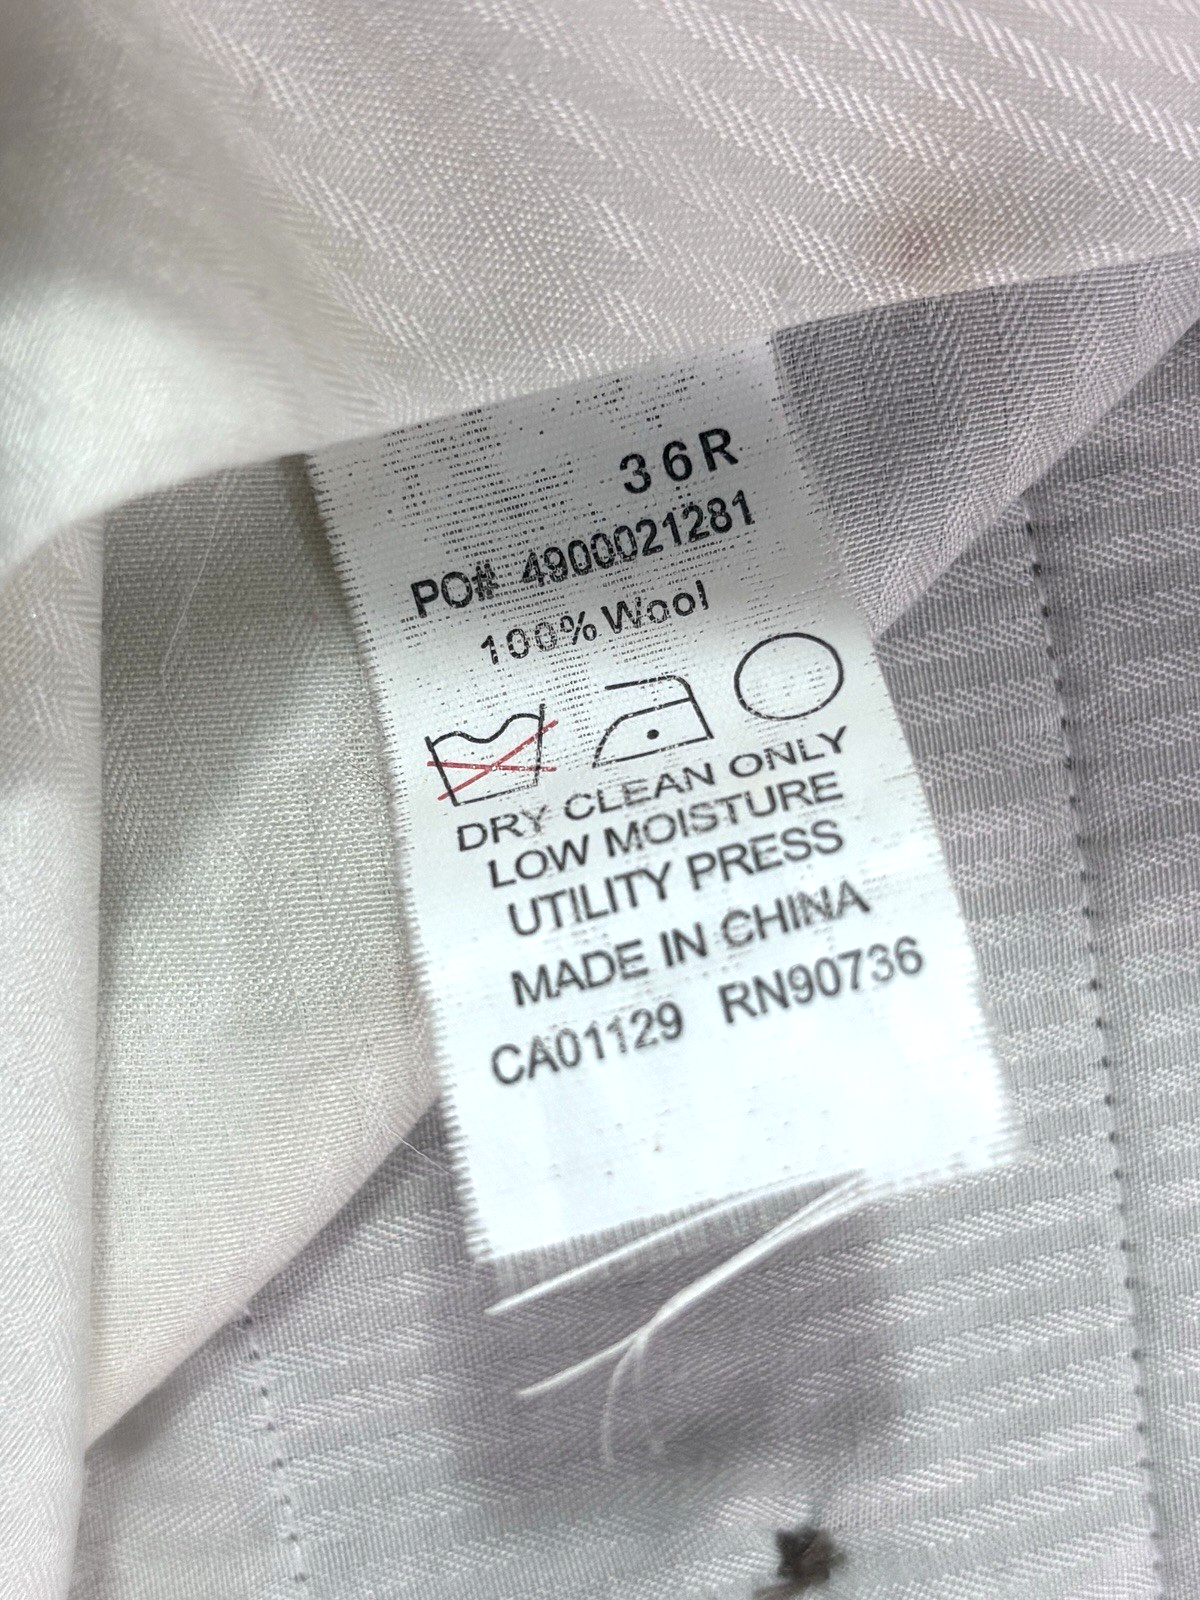 36R
PO# 4900021281
100% Wool
DRY CLEAN ONLY
LOW MOISTURE
UTILITY PRESS
MADE IN CHINA
CA01129 RN90736